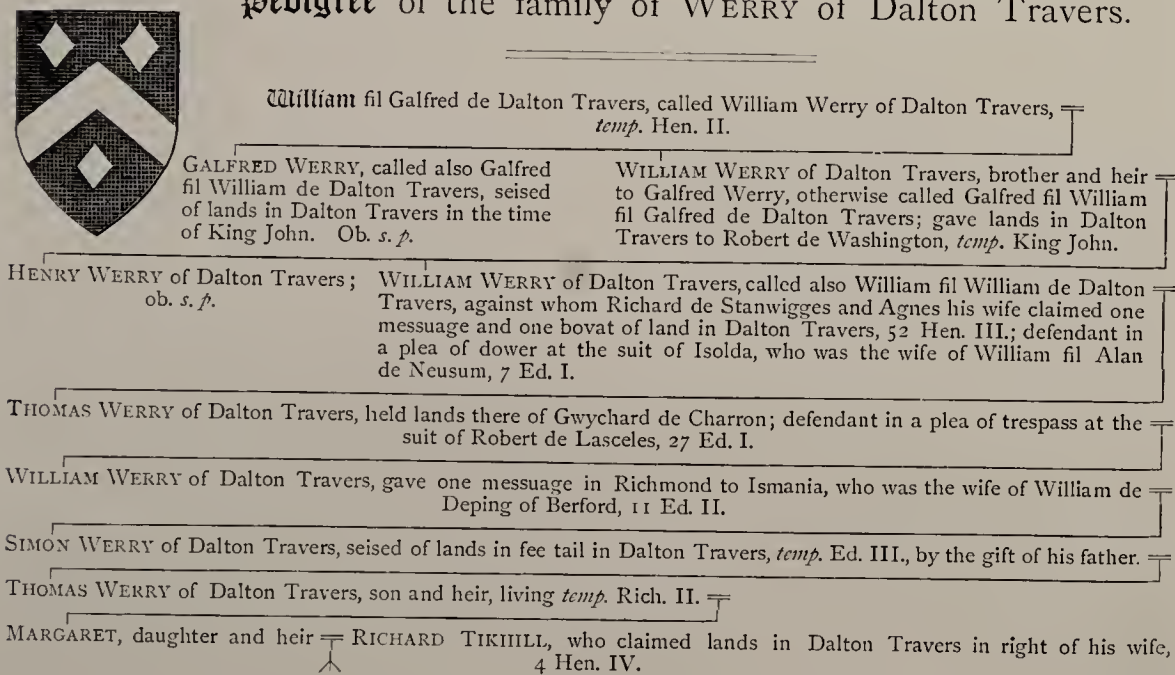 Pedigree of the family of WERRY of Dalton Travers.
William fil Galfred de Dalton Travers, called William Werry of Dalton Travers,
temp. Hen. II.
GALFRED WERRY, called also Galfred
fil William de Dalton Travers, seised
of lands in Dalton Travers in the time
of King John. Ob. s. p.
WILLIAM WERRY of Dalton Travers, brother and heir
to Galfred Werry, otherwise called Galfred fil William
fil Galfred de Dalton Travers; gave lands in Dalton
Travers to Robert de Washington, temp. King John.
HENRY WERRY of Dalton Travers;
ob. s. p.
WILLIAM WERRY of Dalton Travers, called also William fil William de Dalton
Travers, against whom Richard de Stanwigges and Agnes his wife claimed one
messuage and one bovat of land in Dalton Travers, 52 Hen. III.; defendant in
a plea of dower at the suit of Isolda, who was the wife of William fil Alan
de Neusum, 7 Ed. I.
THOMAS WERRY of Dalton Travers, held lands there of Gwychard de Charron; defendant in a plea of trespass at the
suit of Robert de Lasceles, 27 Ed. I.
WILLIAM WERRY of Dalton Travers, gave one messuage in Richmond to Ismania, who was the wife of William de
Deping of Berford, 11 Ed. II.
SIMON WERRY of Dalton Travers, seised of lands in fee tail in Dalton Travers, temp. Ed. III., by the gift of his father.
THOMAS WERRY of Dalton Travers, son and heir, living temp. Rich. II.
MARGARET, daughter and heir RICHARD TIKHILL, who claimed lands in Dalton Travers in right of his wife,
4 Hen. IV.